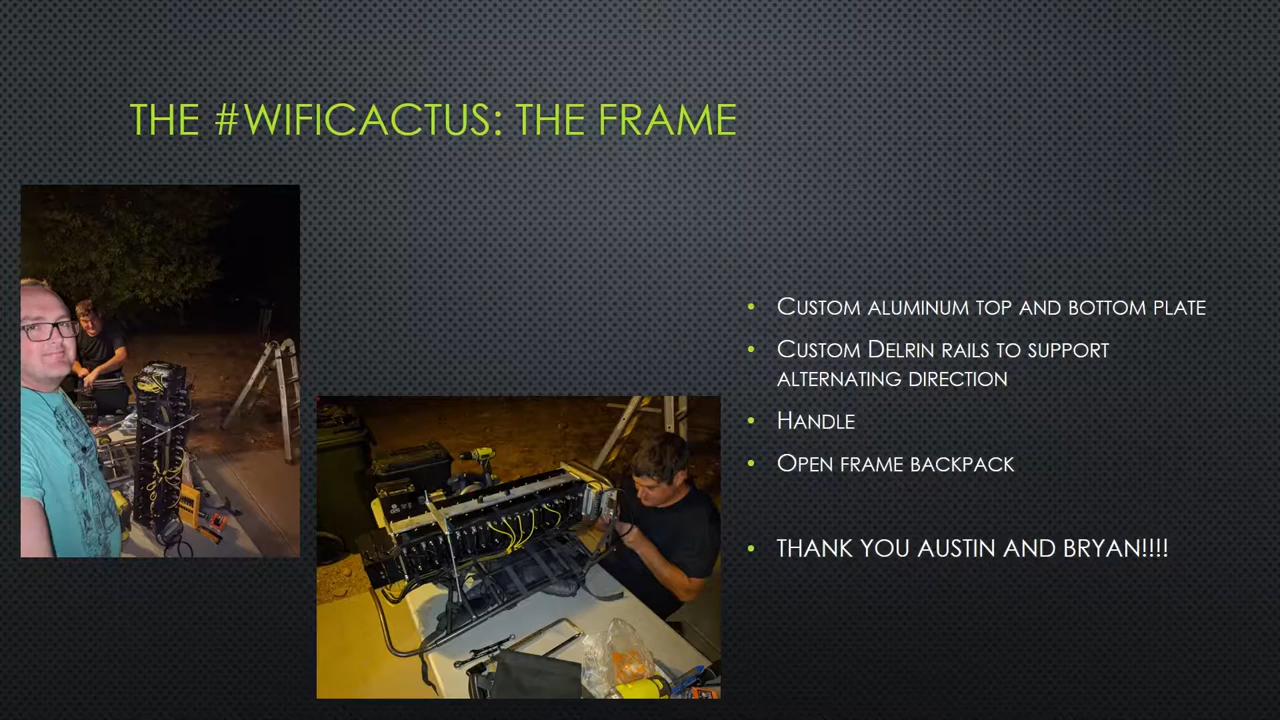 THE #WIFICACTUS: THE FRAME
CUSTOM ALUMINUM TOP AND BOTTOM PLATE
CUSTOM DELRIN RAILS TO SUPPORT
ALTERNATING DIRECTION
HANDLE
OPEN FRAME BACKPACK
THANK YOU AUSTIN AND BRYAN!!!!